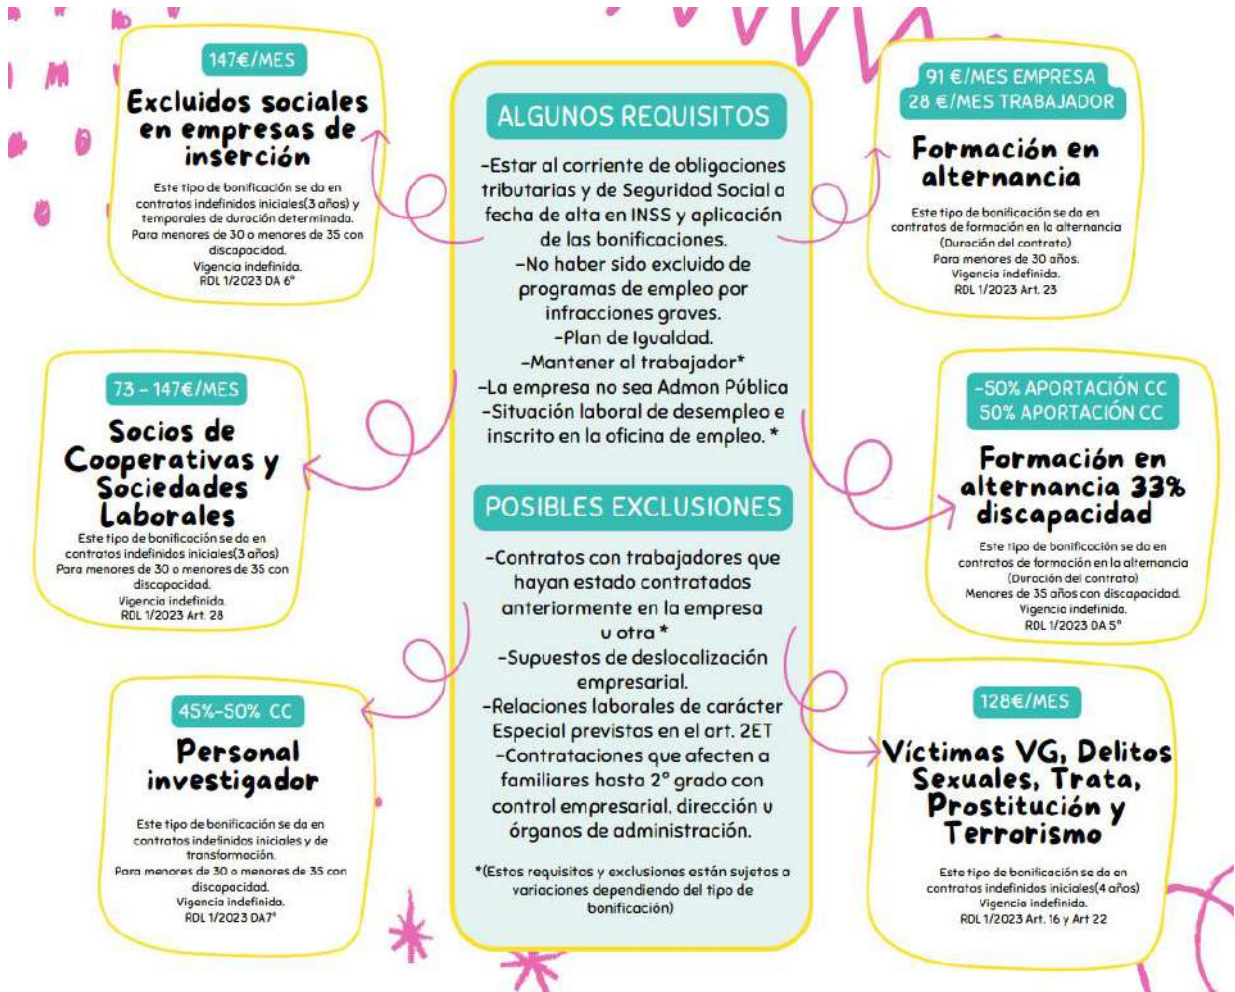 147€/MES
Excluidos sociales
en empresas de
inserción
Este tipo de bonificación se da en
contratos indefinidos iniciales(3 años) y
temporales de duración determinada.
Para menores de 30 o menores de 35 con
discapacidad.
Vigencia indefinida.
RDL 1/2023 DA 6ª
73 – 147€/MES
Socios de
Cooperativas y
Sociedades
Laborales
Este tipo de bonificación se da en
contratos indefinidos iniciales(3 años)
Para menores de 30 o menores de 35 con
discapacidad.
Vigencia indefinida.
RDL 1/2023 Art. 28
45%-50% CC
Personal
investigador
Este tipo de bonificación se da en
contratos indefinidos iniciales y de
transformación.
Para menores de 30 o menores de 35 con
discapacidad.
Vigencia indefinida.
RDL 1/2023 DA7ª
ALGUNOS REQUISITOS
-Estar al corriente de obligaciones
tributarias y de Seguridad Social a
fecha de alta en INSS y aplicación
de las bonificaciones.
-No haber sido excluido de
programas de empleo por
infracciones graves.
-Plan de Igualdad.
-Mantener al trabajador*
-La empresa no sea Admon Pública
-Situación laboral de desempleo e
inscrito en la oficina de empleo. *
POSIBLES EXCLUSIONES
-Contratos con trabajadores que
hayan estado contratados
anteriormente en la empresa
u otra *
-Supuestos de deslocalización
empresarial.
-Relaciones laborales de carácter
Especial previstas en el art. 2ET
-Contrataciones que afecten a
familiares hasta 2º grado con
control empresarial, dirección u
órganos de administración.
*(Estos requisitos y exclusiones están sujetos a
variaciones dependiendo del tipo de
bonificación)
91 €/MES EMPRESA
28 €/MES TRABAJADOR
Formación en
alternancia
Este tipo de bonificación se da en
contratos de formación en la alternancia
(Duración del contrato)
Para menores de 30 años.
Vigencia indefinida.
RDL 1/2023 Art. 23
-50% APORTACIÓN CC
50% APORTACIÓN CC
Formación en
alternancia 33%
discapacidad
Este tipo de bonificación se da en
contratos de formación en la alternancia
(Duración del contrato)
Menores de 35 años con discapacidad.
Vigencia indefinida.
RDL 1/2023 DA 5ª
128€/MES
Víctimas VG, Delitos
Sexuales, Trata,
Prostitución y
Terrorismo
Este tipo de bonificación se da en
contratos indefinidos iniciales(4 años)
Vigencia indefinida.
RDL 1/2023 Art. 16 y Art 22